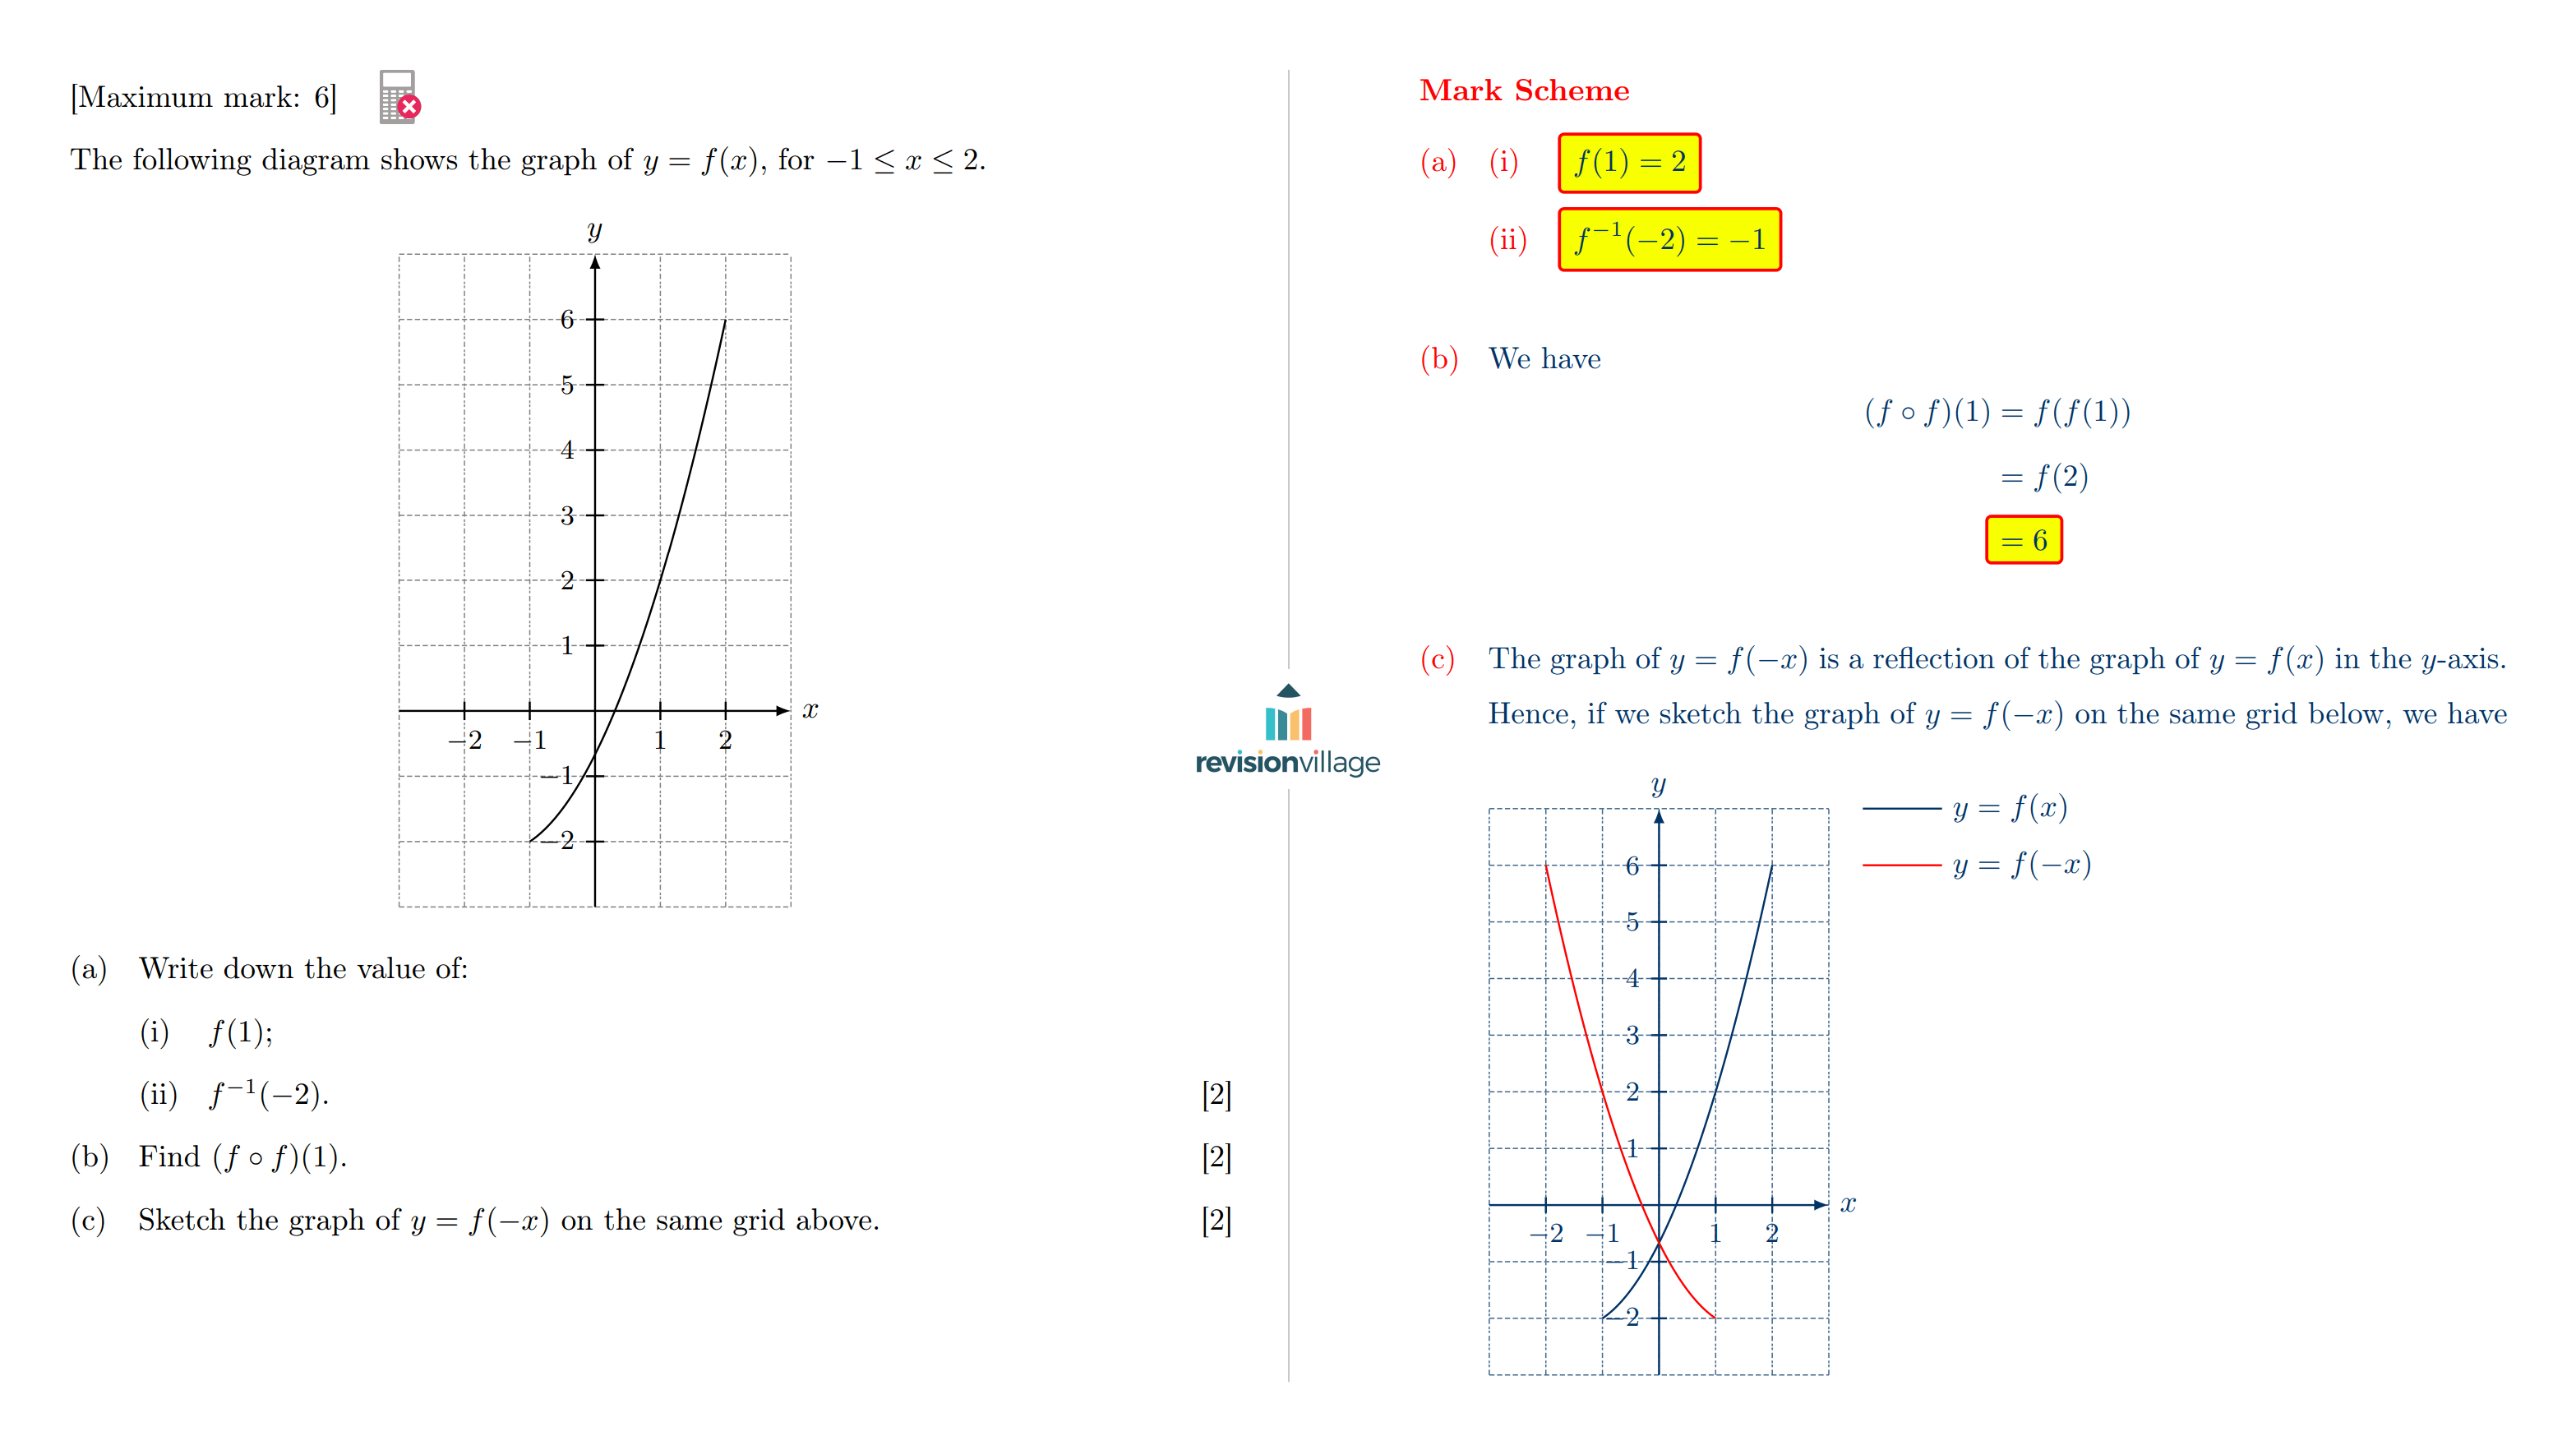 [Maximum mark: 6]
The following diagram shows the graph of y = f(x), for −1 ≤ x ≤ 2.
y
6
5
4
3
2
1
x
−2 −1 1 2
−1
−2
(a) Write down the value of:
(i) f(1);
(ii) f⁻¹(−2). [2]
(b) Find (f ∘ f)(1). [2]
(c) Sketch the graph of y = f(−x) on the same grid above. [2]
revisionvillage
Mark Scheme
(a) (i) f(1) = 2
(ii) f⁻¹(−2) = −1
(b) We have
(f ∘ f)(1) = f(f(1))
= f(2)
= 6
(c) The graph of y = f(−x) is a reflection of the graph of y = f(x) in the y-axis.
Hence, if we sketch the graph of y = f(−x) on the same grid below, we have
y
y = f(x)
y = f(−x)
6
5
4
3
2
1
x
−2 −1 1 2
−1
−2